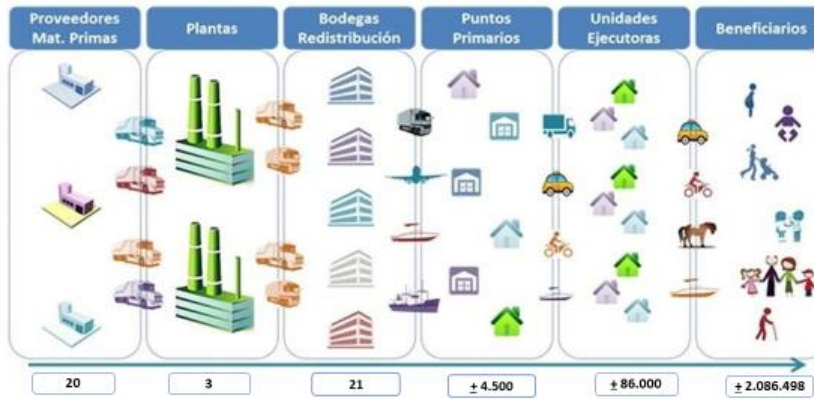 Proveedores
Mat. Primas
Plantas
Bodegas
Redistribución
Puntos
Primarios
Unidades
Ejecutoras
Beneficiarios
20
3
21
± 4.500
± 86.000
± 2.086.498